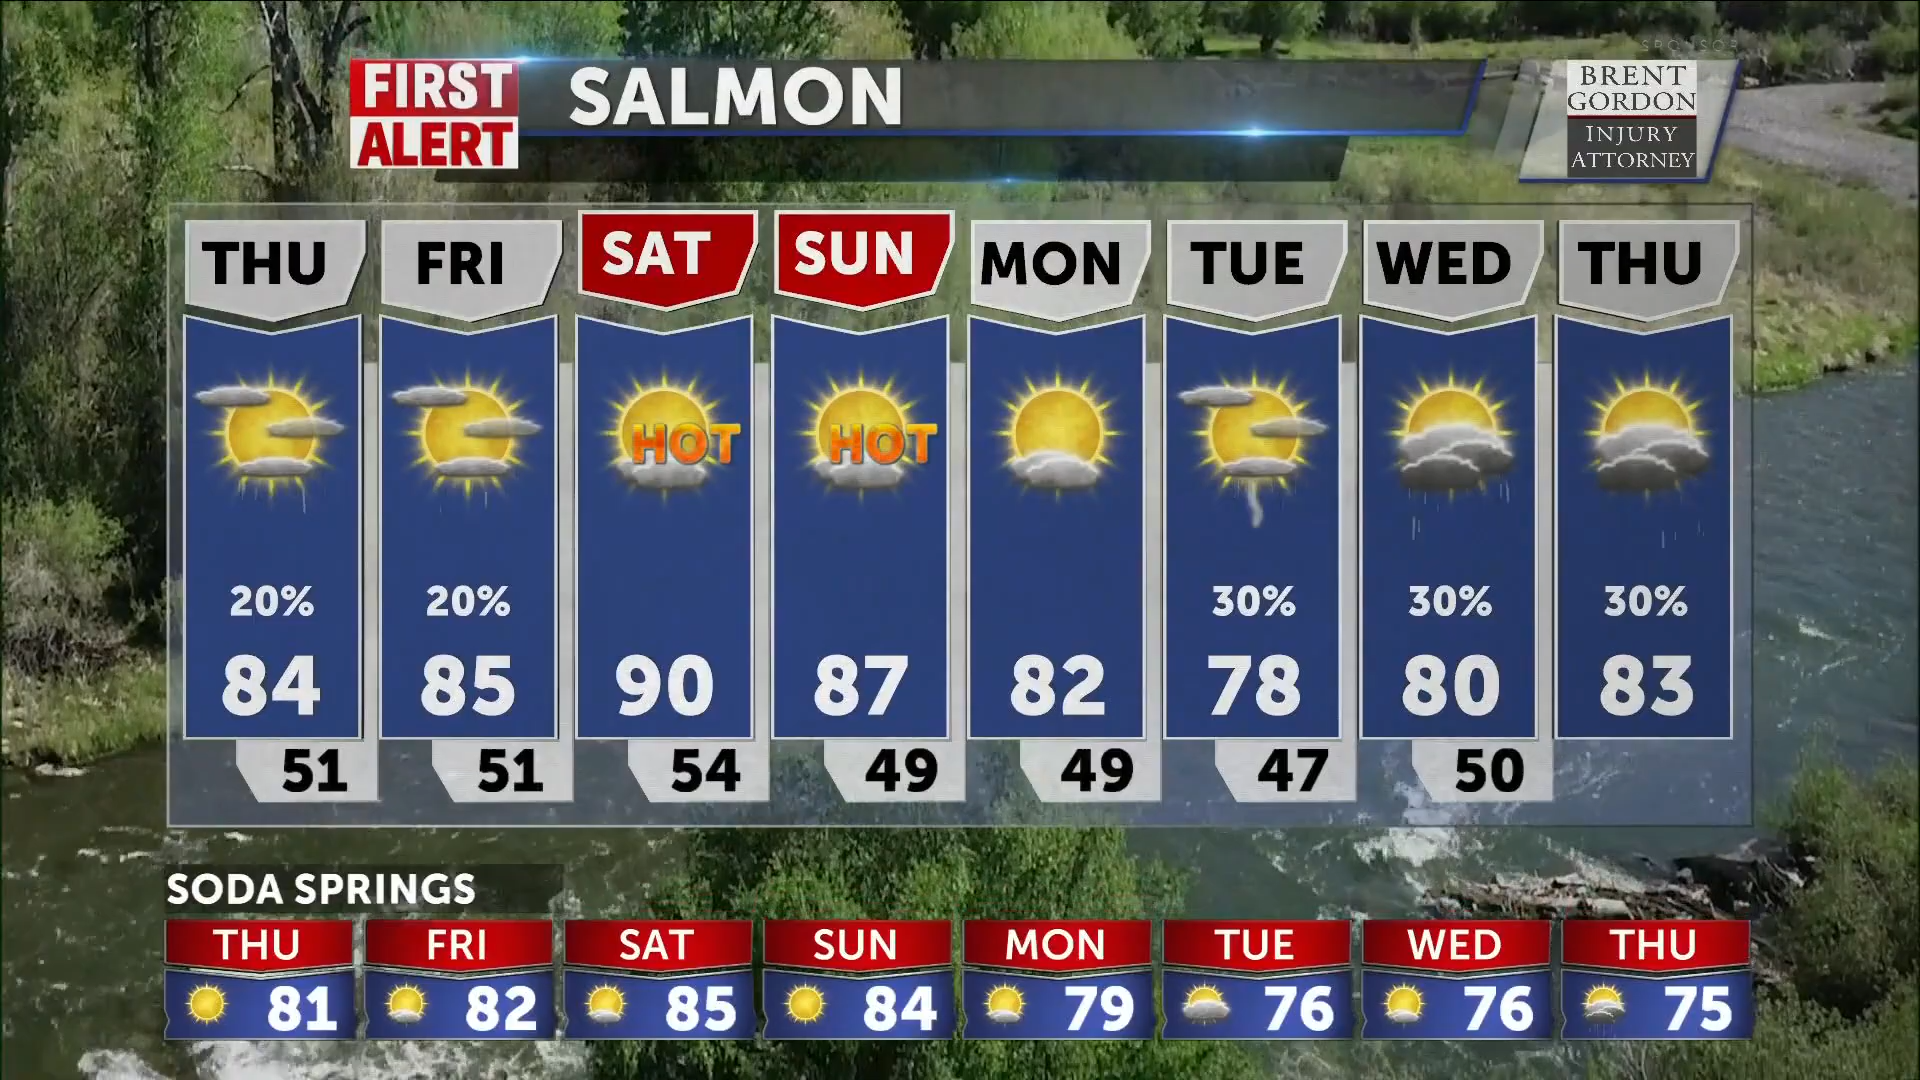 SPONSOR
FIRST
ALERT
SALMON
BRENT
GORDON
INJURY
ATTORNEY
THU FRI SAT SUN MON TUE WED THU
HOT HOT
20% 20% 30% 30% 30%
84 85 90 87 82 78 80 83
51 51 54 49 49 47 50
SODA SPRINGS
THU FRI SAT SUN MON TUE WED THU
81 82 85 84 79 76 76 75